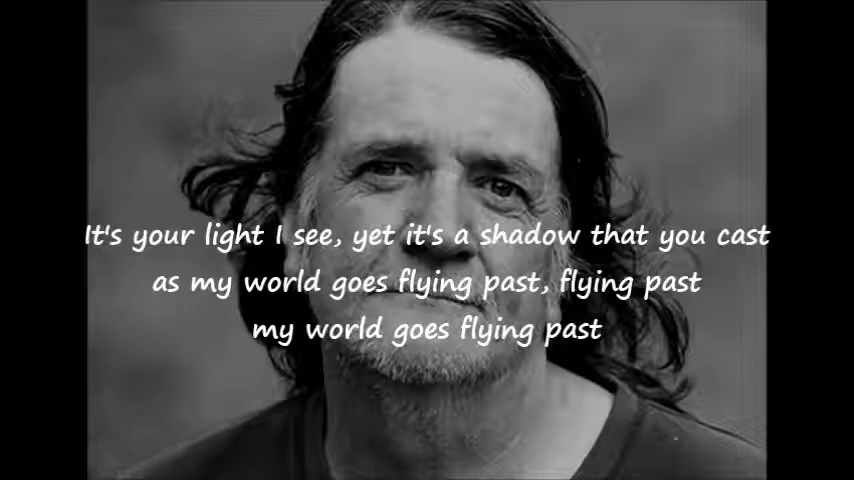 It's your light I see, yet it's a shadow that you cast
as my world goes flying past, flying past
my world goes flying past